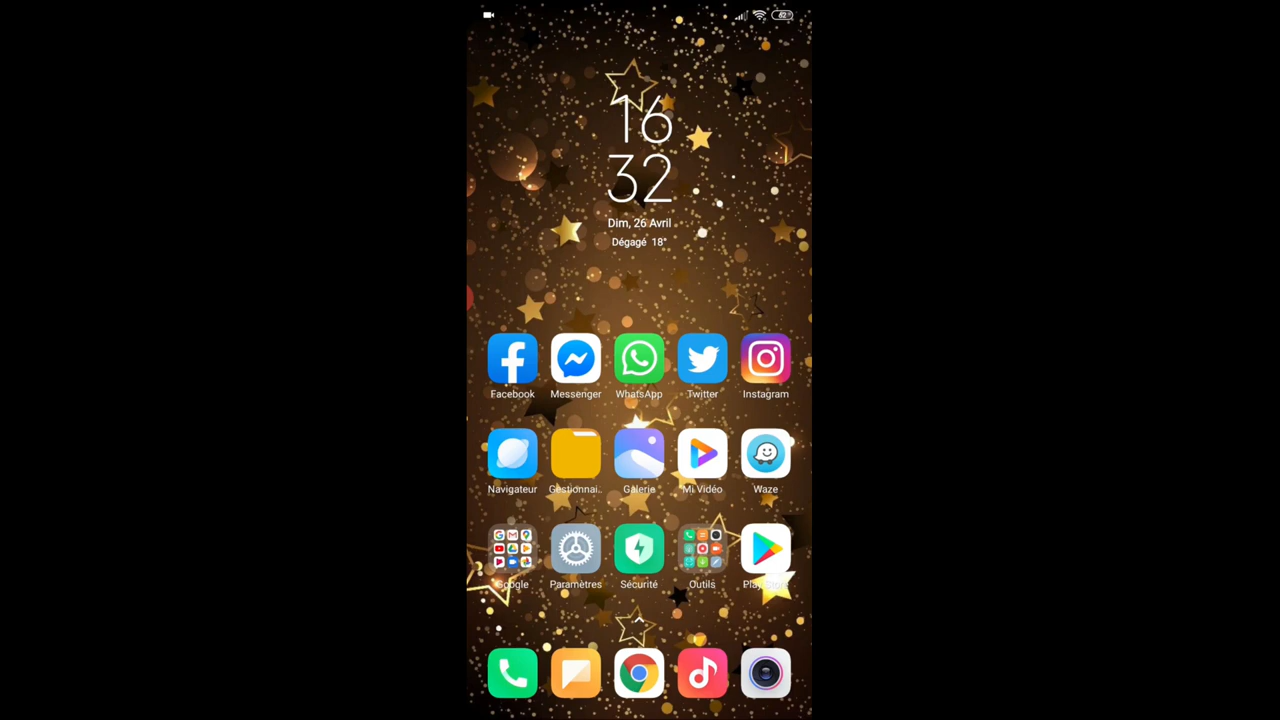 16
32
Dim, 26 Avril
Dégagé 18°
Facebook Messenger WhatsApp Twitter Instagram
Navigateur Gestionnai.. Galerie Mi Vidéo Waze
Google Paramètres Sécurité Outils Play Store